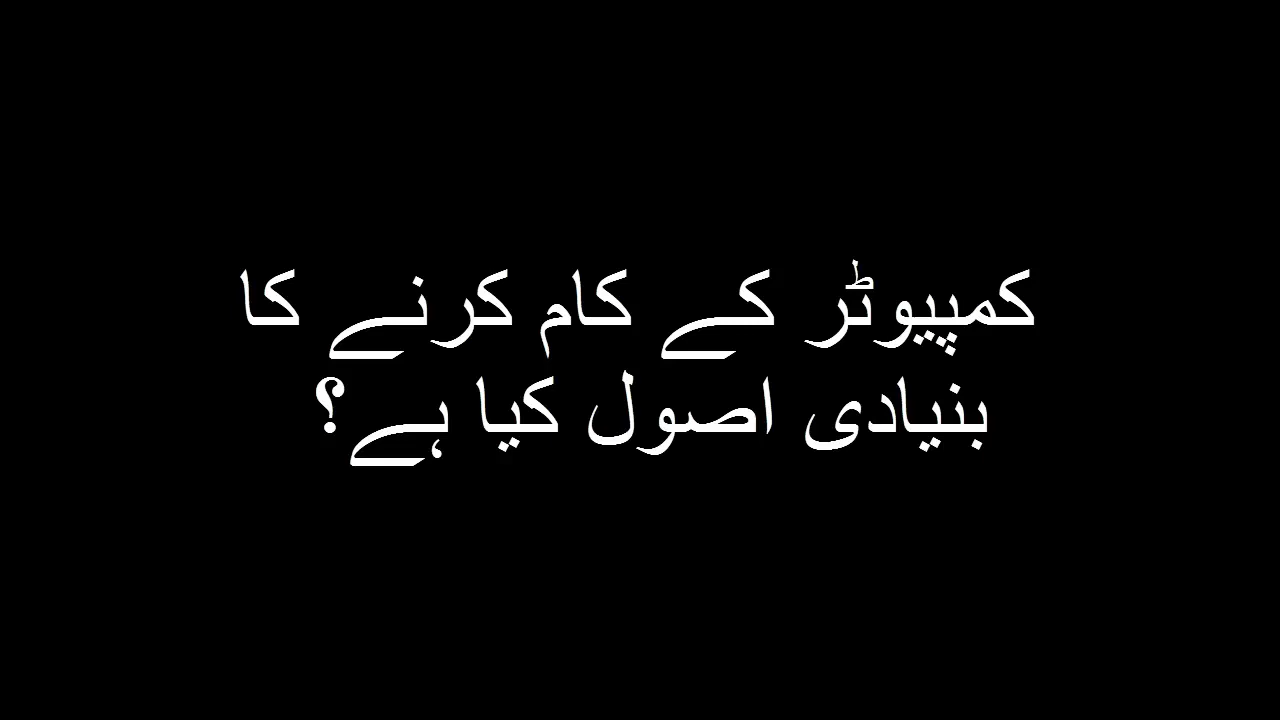 کمپیوٹر کے کام کرنے کا
بنیادی اصول کیا ہے؟